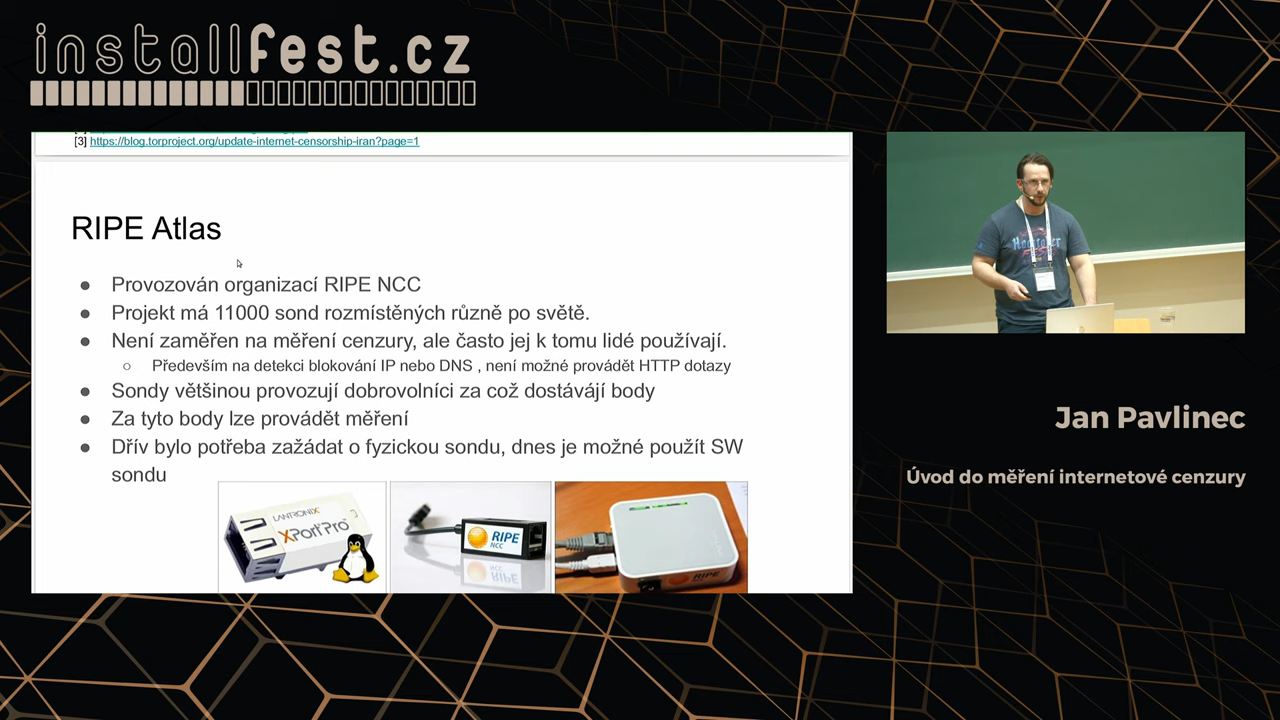 installfest.cz
[3] https://blog.torproject.org/update-internet-censorship-iran?page=1
RIPE Atlas
● Provozován organizací RIPE NCC
● Projekt má 11000 sond rozmístěných různě po světě.
● Není zaměřen na měření cenzury, ale často jej k tomu lidé používají.
○ Především na detekci blokování IP nebo DNS , není možné provádět HTTP dotazy
● Sondy většinou provozují dobrovolníci za což dostávájí body
● Za tyto body lze provádět měření
● Dřív bylo potřeba zažádat o fyzickou sondu, dnes je možné použít SW
sondu
LANTRONIX
XPort Pro
RIPE
NCC
RIPE
Jan Pavlinec
Úvod do měření internetové cenzury